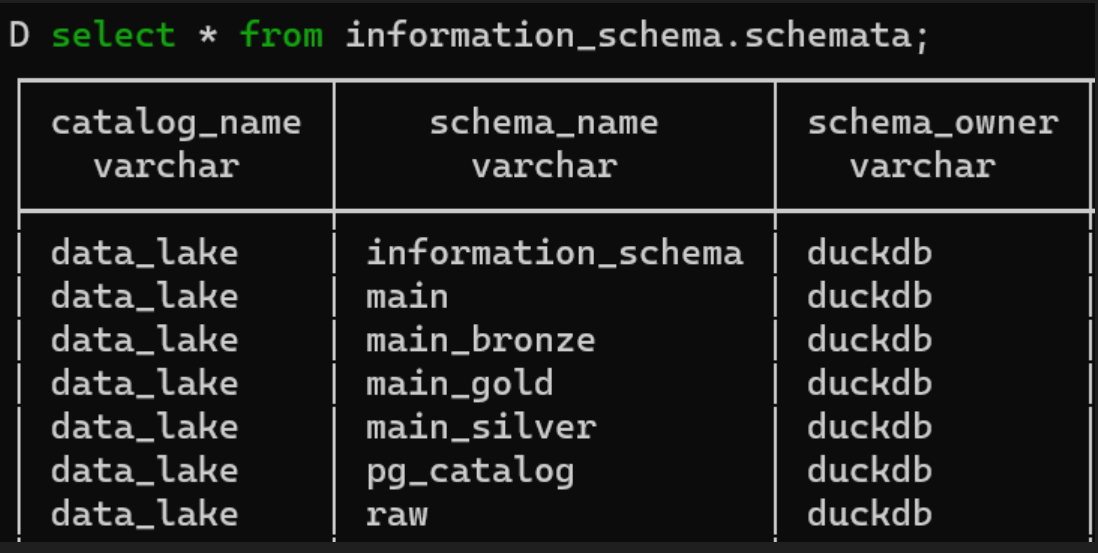 D select * from information_schema.schemata;
catalog_name schema_name schema_owner
varchar varchar varchar
data_lake information_schema duckdb
data_lake main duckdb
data_lake main_bronze duckdb
data_lake main_gold duckdb
data_lake main_silver duckdb
data_lake pg_catalog duckdb
data_lake raw duckdb